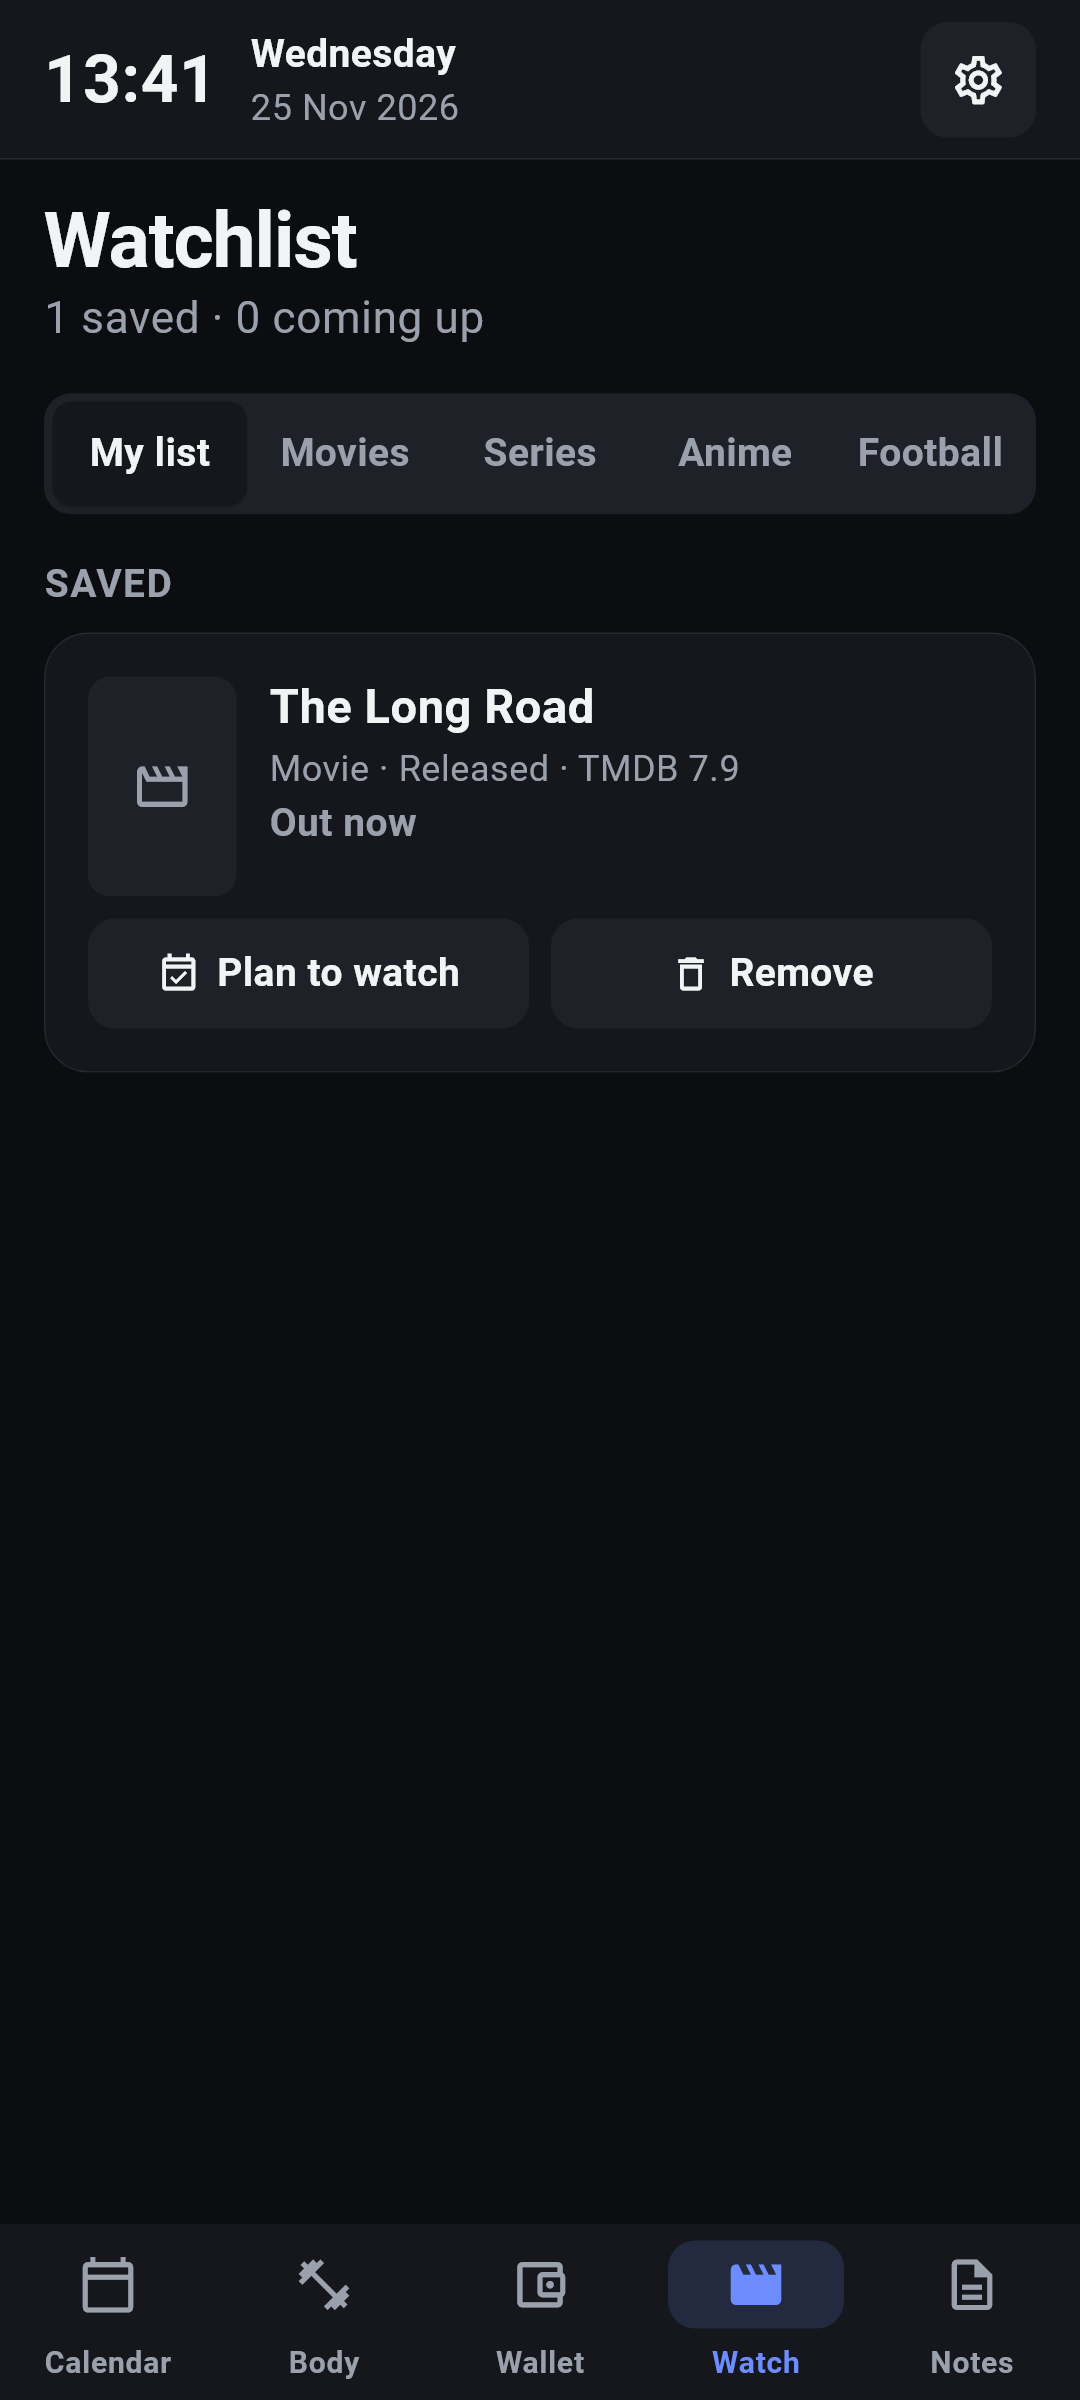 13:41
Wednesday
25 Nov 2026
Watchlist
1 saved · 0 coming up
My list Movies Series Anime Football
SAVED
The Long Road
Movie · Released · TMDB 7.9
Out now
Plan to watch Remove
Calendar Body Wallet Watch Notes